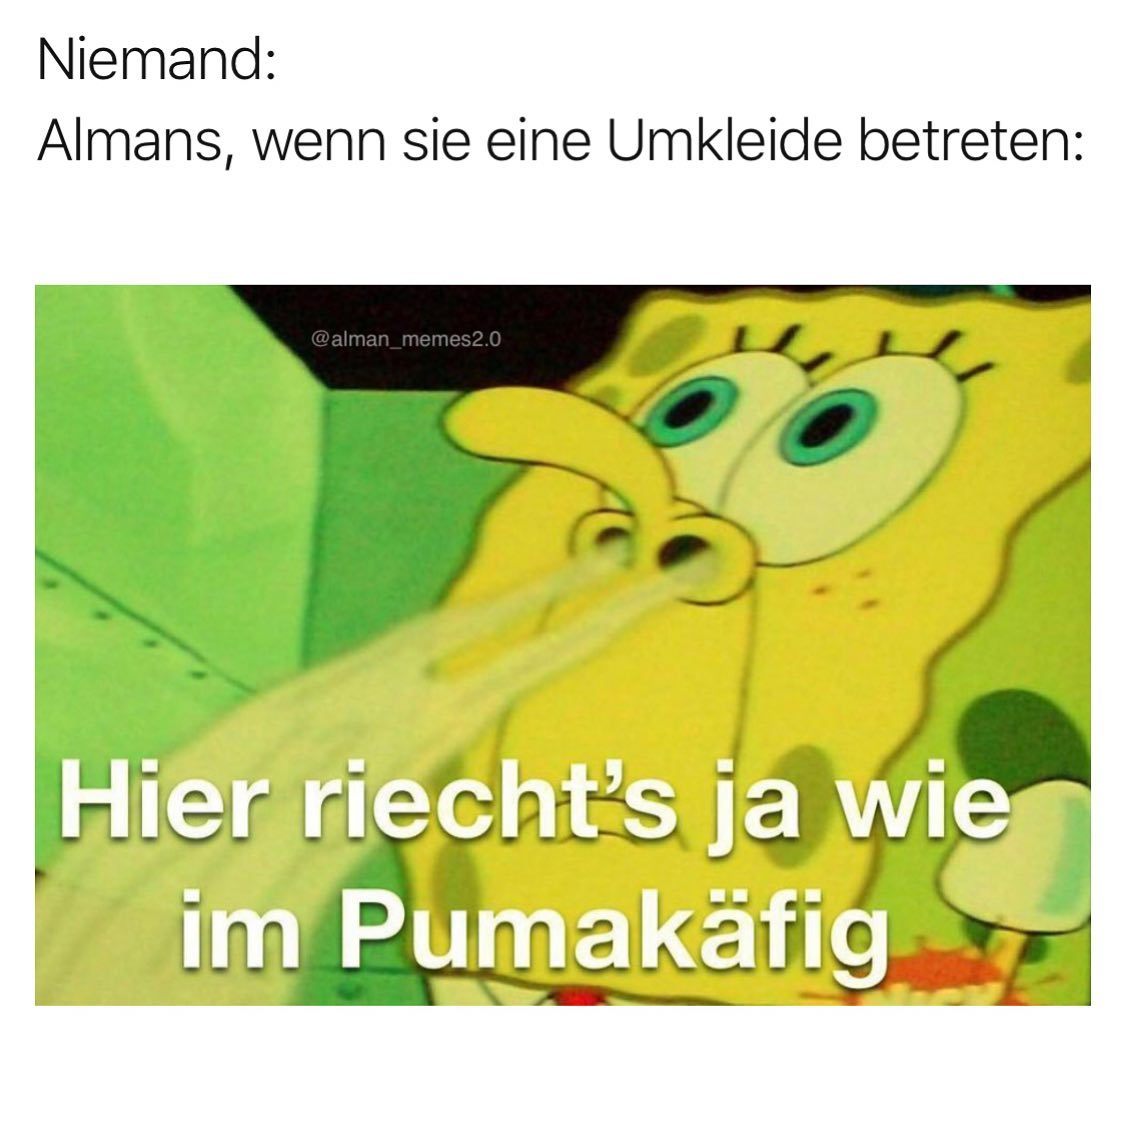 Niemand:
Almans, wenn sie eine Umkleide betreten:
@alman_memes2.0
Hier riecht’s ja wie
im Pumakäfig